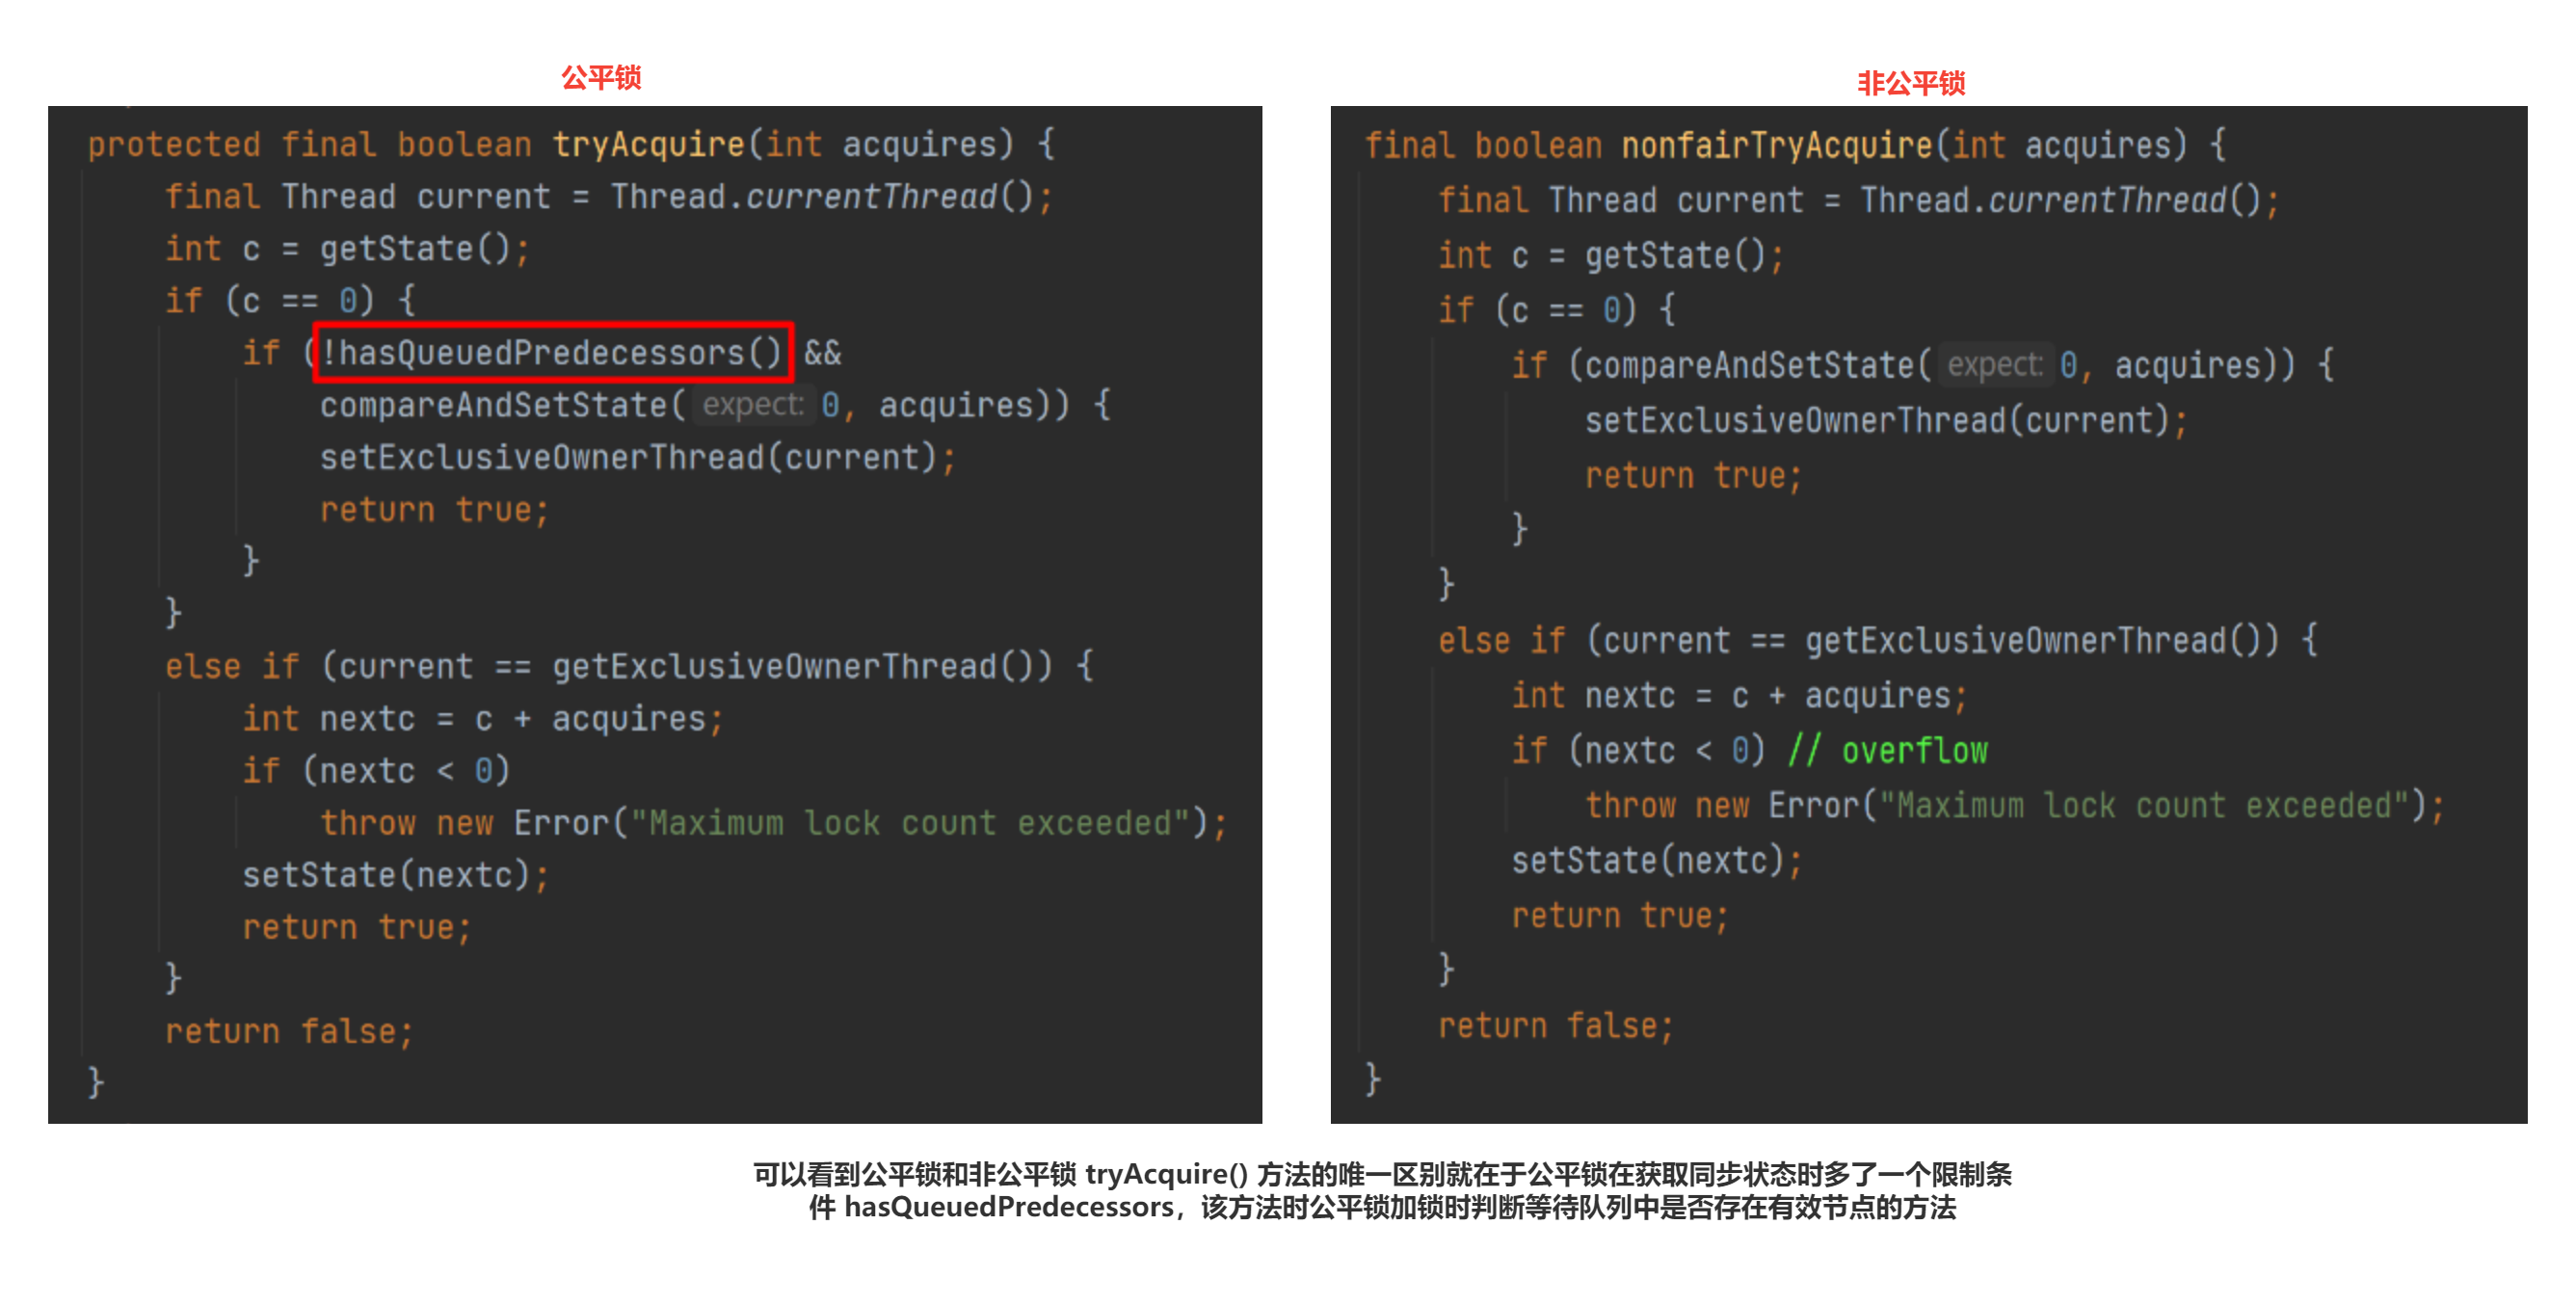 公平锁
protected final boolean tryAcquire(int acquires) {
final Thread current = Thread.currentThread();
int c = getState();
if (c == 0) {
if (!hasQueuedPredecessors() &&
compareAndSetState( expect: 0, acquires)) {
setExclusiveOwnerThread(current);
return true;
}
}
else if (current == getExclusiveOwnerThread()) {
int nextc = c + acquires;
if (nextc < 0)
throw new Error("Maximum lock count exceeded");
setState(nextc);
return true;
}
return false;
}
非公平锁
final boolean nonfairTryAcquire(int acquires) {
final Thread current = Thread.currentThread();
int c = getState();
if (c == 0) {
if (compareAndSetState( expect: 0, acquires)) {
setExclusiveOwnerThread(current);
return true;
}
}
else if (current == getExclusiveOwnerThread()) {
int nextc = c + acquires;
if (nextc < 0) // overflow
throw new Error("Maximum lock count exceeded");
setState(nextc);
return true;
}
return false;
}
可以看到公平锁和非公平锁 tryAcquire() 方法的唯一区别就在于公平锁在获取同步状态时多了一个限制条
件 hasQueuedPredecessors，该方法时公平锁加锁时判断等待队列中是否存在有效节点的方法